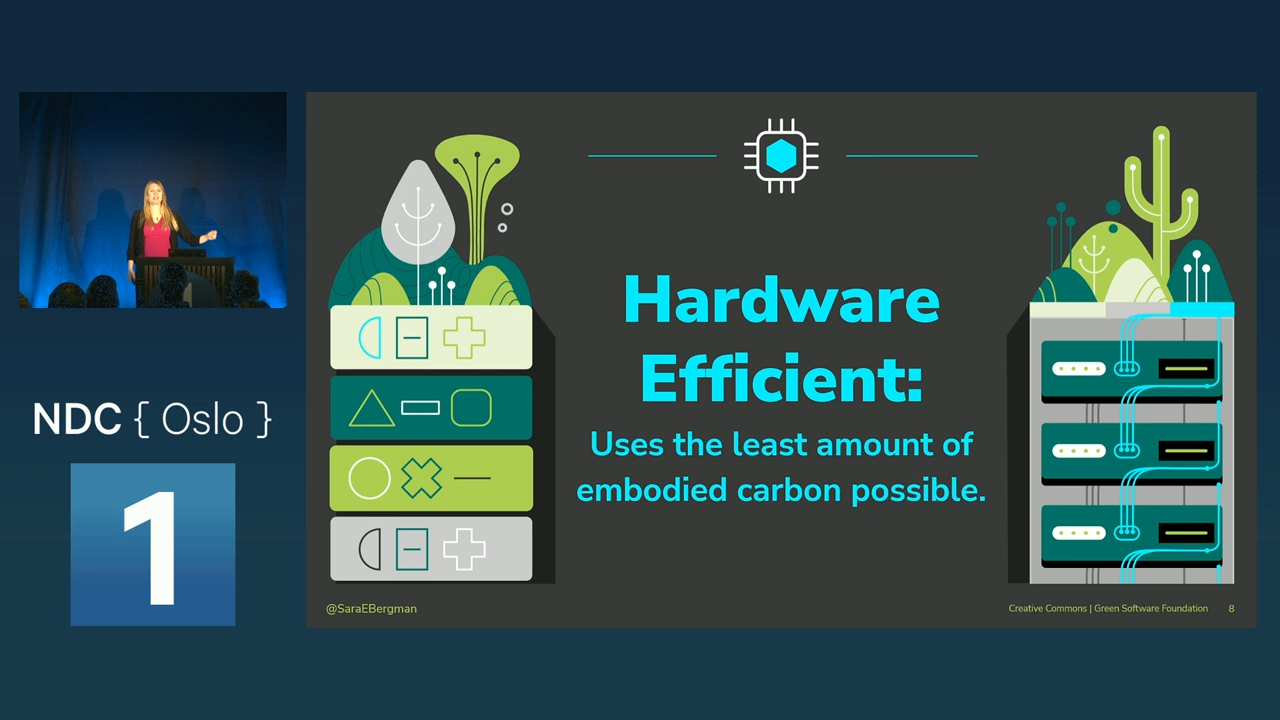 NDC { Oslo }
1
Hardware
Efficient:
Uses the least amount of
embodied carbon possible.
@SaraEBergman
Creative Commons | Green Software Foundation 8